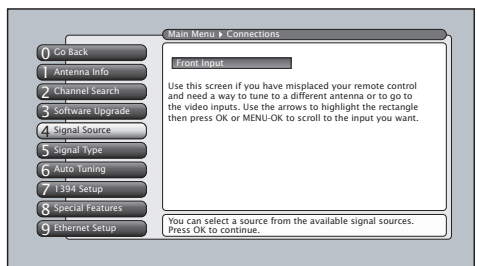 Main Menu ▸ Connections
0 Go Back
1 Antenna Info
2 Channel Search
3 Software Upgrade
4 Signal Source
5 Signal Type
6 Auto Tuning
7 1394 Setup
8 Special Features
9 Ethernet Setup
Front Input
Use this screen if you have misplaced your remote control
and need a way to tune to a different antenna or to go to
the video inputs. Use the arrows to highlight the rectangle
then press OK or MENU-OK to scroll to the input you want.
You can select a source from the available signal sources.
Press OK to continue.